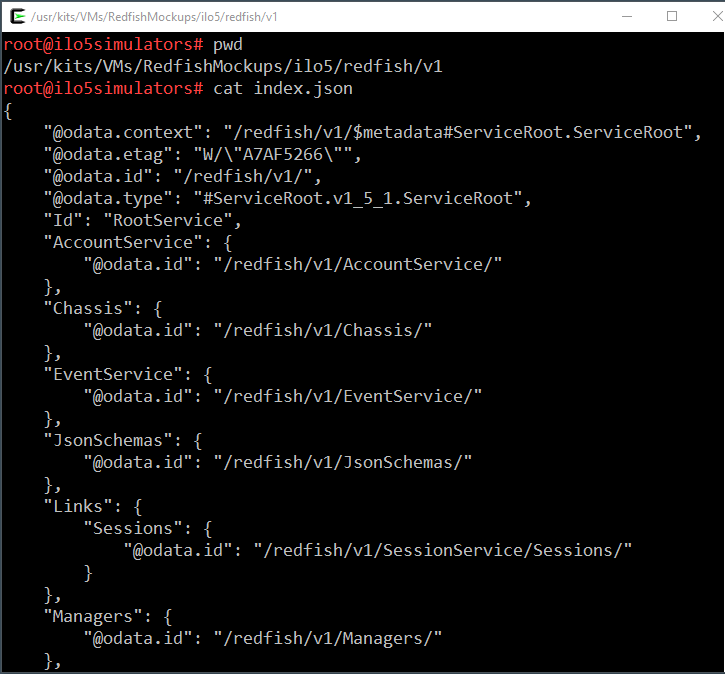 /usr/kits/VMs/RedfishMockups/ilo5/redfish/v1
root@ilo5simulators# pwd
/usr/kits/VMs/RedfishMockups/ilo5/redfish/v1
root@ilo5simulators# cat index.json
{
    "@odata.context": "/redfish/v1/$metadata#ServiceRoot.ServiceRoot",
    "@odata.etag": "W/\"A7AF5266\"",
    "@odata.id": "/redfish/v1/",
    "@odata.type": "#ServiceRoot.v1_5_1.ServiceRoot",
    "Id": "RootService",
    "AccountService": {
        "@odata.id": "/redfish/v1/AccountService/"
    },
    "Chassis": {
        "@odata.id": "/redfish/v1/Chassis/"
    },
    "EventService": {
        "@odata.id": "/redfish/v1/EventService/"
    },
    "JsonSchemas": {
        "@odata.id": "/redfish/v1/JsonSchemas/"
    },
    "Links": {
        "Sessions": {
            "@odata.id": "/redfish/v1/SessionService/Sessions/"
        }
    },
    "Managers": {
        "@odata.id": "/redfish/v1/Managers/"
    },